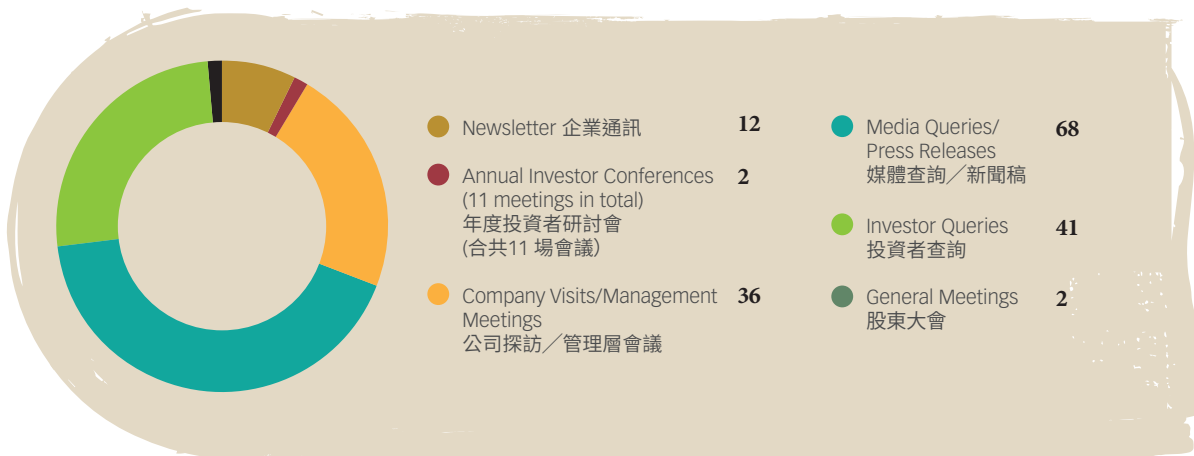 Newsletter 企業通訊 12
Annual Investor Conferences 2
(11 meetings in total)
年度投資者研討會
(合共11 場會議)
Company Visits/Management 36
Meetings
公司探訪／管理層會議
Media Queries/ 68
Press Releases
媒體查詢／新聞稿
Investor Queries 41
投資者查詢
General Meetings 2
股東大會